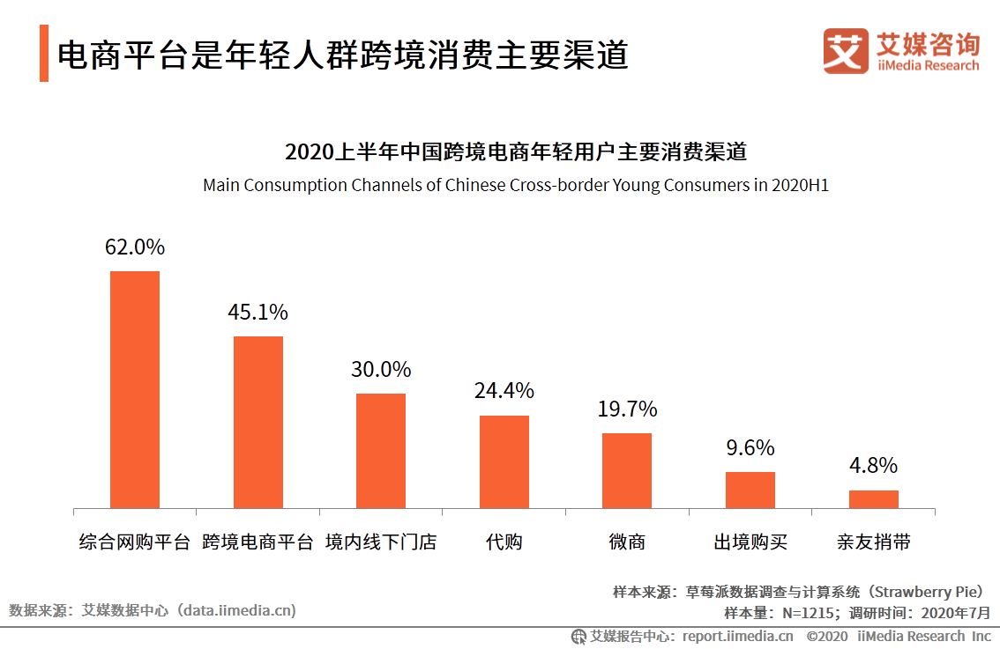 电商平台是年轻人群跨境消费主要渠道
艾 艾媒咨询
iiMedia Research
2020上半年中国跨境电商年轻用户主要消费渠道
Main Consumption Channels of Chinese Cross-border Young Consumers in 2020H1
62.0%
45.1%
30.0%
24.4%
19.7%
9.6%
4.8%
综合网购平台 跨境电商平台 境内线下门店 代购 微商 出境购买 亲友捎带
样本来源：草莓派数据调查与计算系统（Strawberry Pie）
数据来源：艾媒数据中心（data.iimedia.cn）
样本量：N=1215；调研时间：2020年7月
艾媒报告中心：report.iimedia.cn ©2020 iiMedia Research Inc